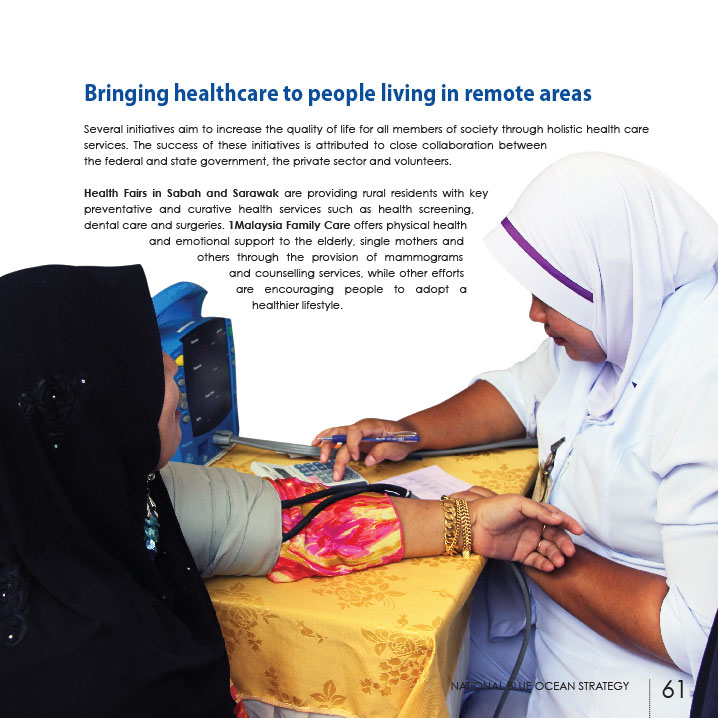 Bringing healthcare to people living in remote areas
Several initiatives aim to increase the quality of life for all members of society through holistic health care
services. The success of these initiatives is attributed to close collaboration between
the federal and state government, the private sector and volunteers.
Health Fairs in Sabah and Sarawak are providing rural residents with key
preventative and curative health services such as health screening,
dental care and surgeries. 1Malaysia Family Care offers physical health
and emotional support to the elderly, single mothers and
others through the provision of mammograms
and counselling services, while other efforts
are encouraging people to adopt a
healthier lifestyle.
NATIONAL BLUE OCEAN STRATEGY 61